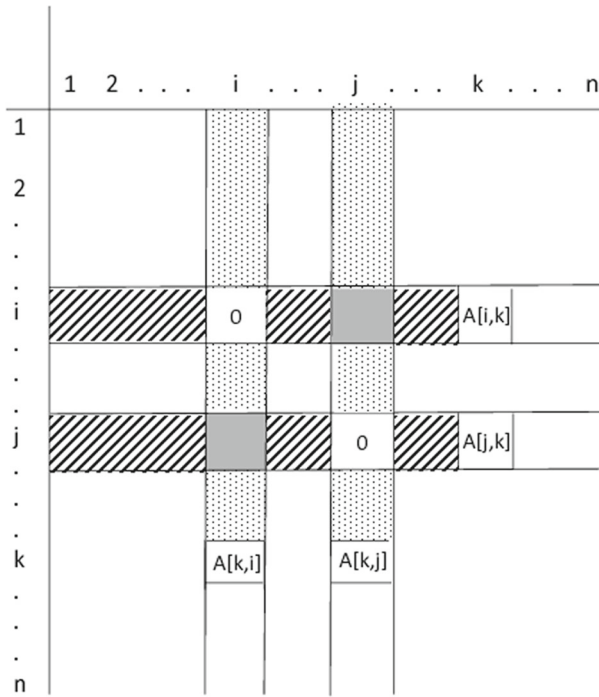 1 2 . . . i . . . j . . . k . . . n
1
2
.
.
.
i 0 A[i,k]
.
.
.
j 0 A[j,k]
.
.
.
k A[k,i] A[k,j]
.
.
.
n